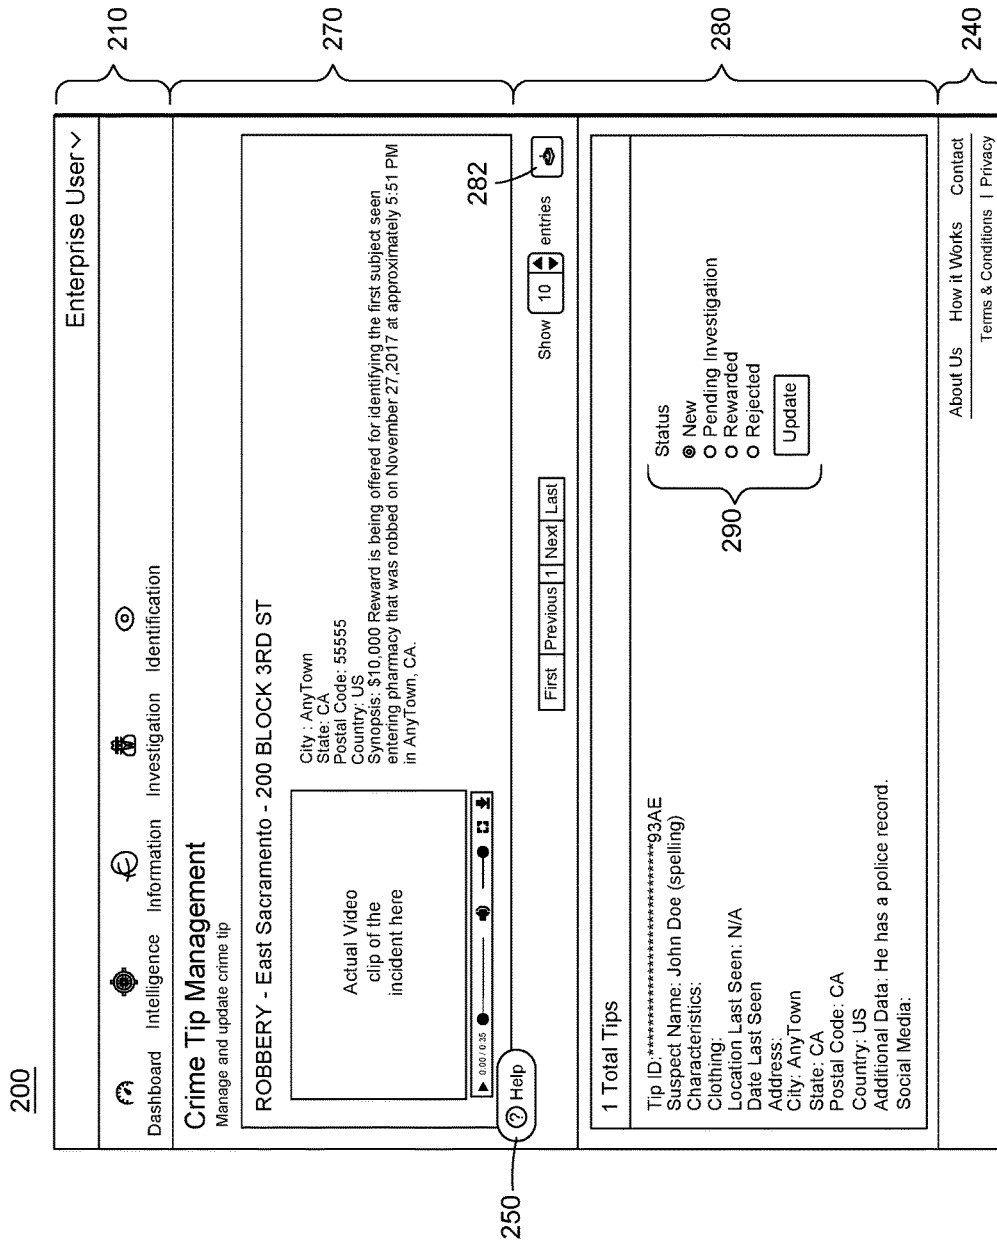 200
Enterprise User
210
Dashboard Intelligence Information Investigation Identification
Crime Tip Management
Manage and update crime tip
270
ROBBERY - East Sacramento - 200 BLOCK 3RD ST
Actual Video
clip of the
incident here
0:00 / 0:35
City : AnyTown
State: CA
Postal Code: 55555
Country: US
Synopsis: $10,000 Reward is being offered for identifying the first subject seen
entering pharmacy that was robbed on November 27,2017 at approximately 5:51 PM
in AnyTown, CA.
282
250
? Help
First Previous 1 Next Last
Show 10 entries
280
1 Total Tips
Tip ID:************************************93AE
Suspect Name: John Doe (spelling)
Characteristics:
Clothing:
Location Last Seen: N/A
Date Last Seen
Address:
City: AnyTown
State: CA
Postal Code: CA
Country: US
Additional Data: He has a police record.
Social Media:
290
Status
New
Pending Investigation
Rewarded
Rejected
Update
240
About Us How it Works Contact
Terms & Conditions | Privacy